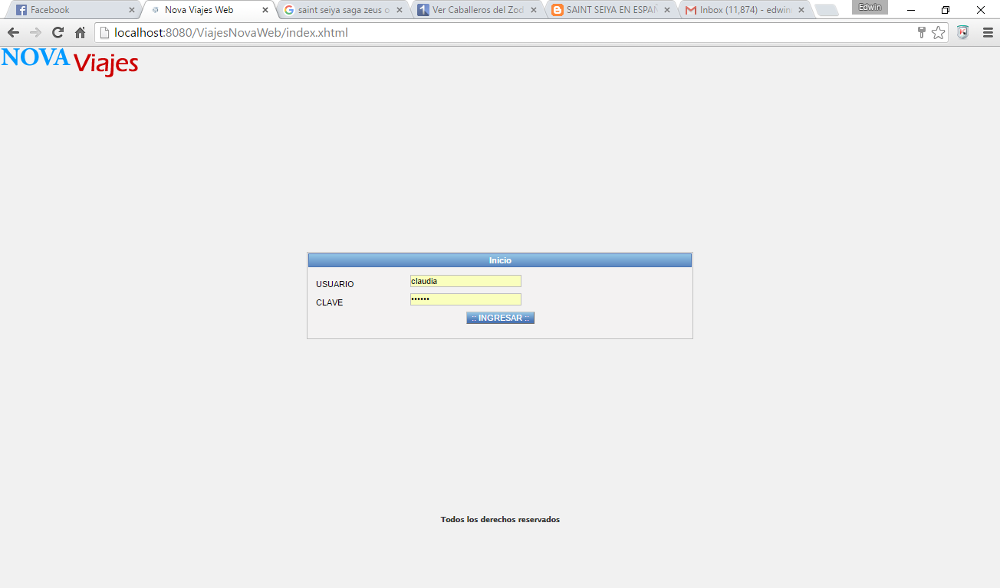 Facebook
Nova Viajes Web
saint seiya saga zeus o
Ver Caballeros del Zod
SAINT SEIYA EN ESPAÑ
Inbox (11,874) - edwin
Edwin
localhost:8080/ViajesNovaWeb/index.xhtml
NOVA Viajes
Inicio
USUARIO claudia
CLAVE ••••••
:: INGRESAR ::
Todos los derechos reservados